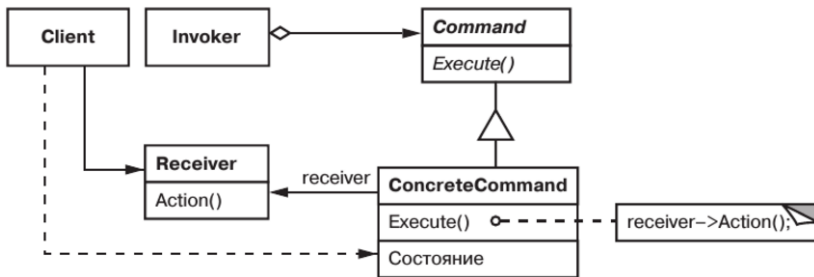 Client
Invoker
Command
Execute()
Receiver
Action()
receiver
ConcreteCommand
Execute()
receiver–>Action();
Состояние